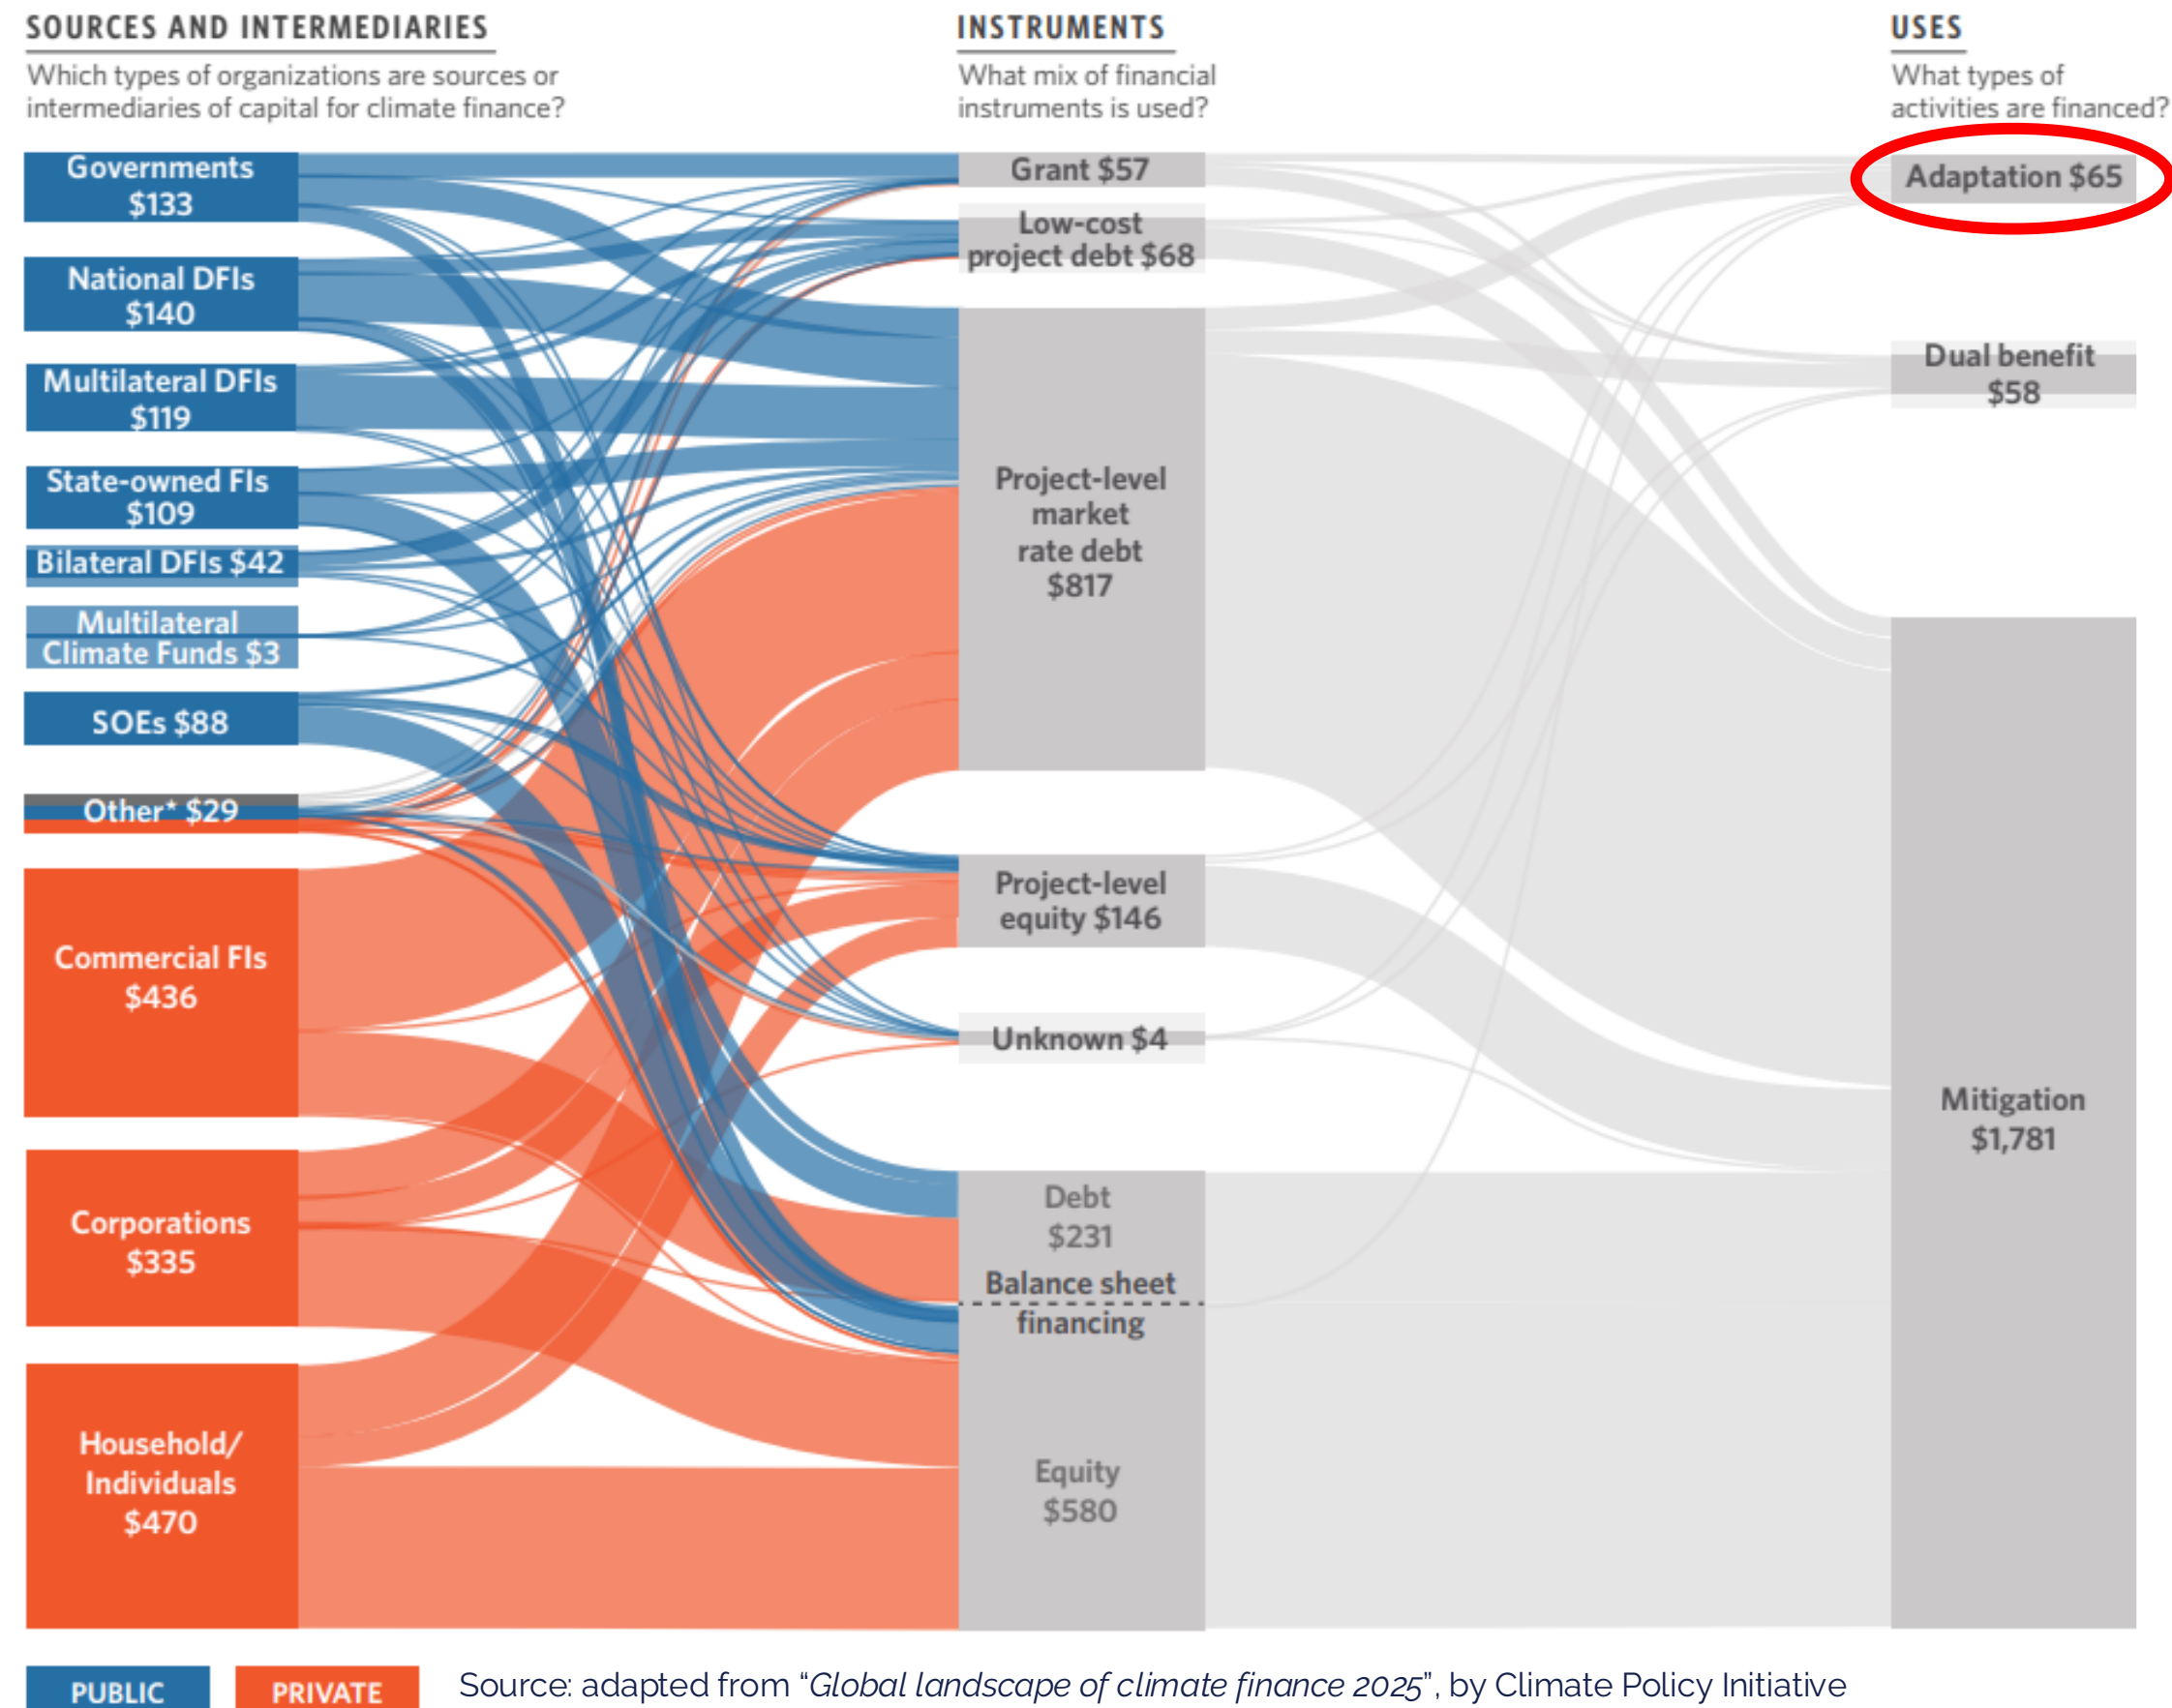 SOURCES AND INTERMEDIARIES
Which types of organizations are sources or
intermediaries of capital for climate finance?
Governments
$133
National DFIs
$140
Multilateral DFIs
$119
State-owned FIs
$109
Bilateral DFIs $42
Multilateral
Climate Funds $3
SOEs $88
Other* $29
Commercial FIs
$436
Corporations
$335
Household/
Individuals
$470
INSTRUMENTS
What mix of financial
instruments is used?
Grant $57
Low-cost
project debt $68
Project-level
market
rate debt
$817
Project-level
equity $146
Unknown $4
Debt
$231
Balance sheet
financing
Equity
$580
USES
What types of
activities are financed?
Adaptation $65
Dual benefit
$58
Mitigation
$1,781
PUBLIC
PRIVATE
Source: adapted from “Global landscape of climate finance 2025”, by Climate Policy Initiative